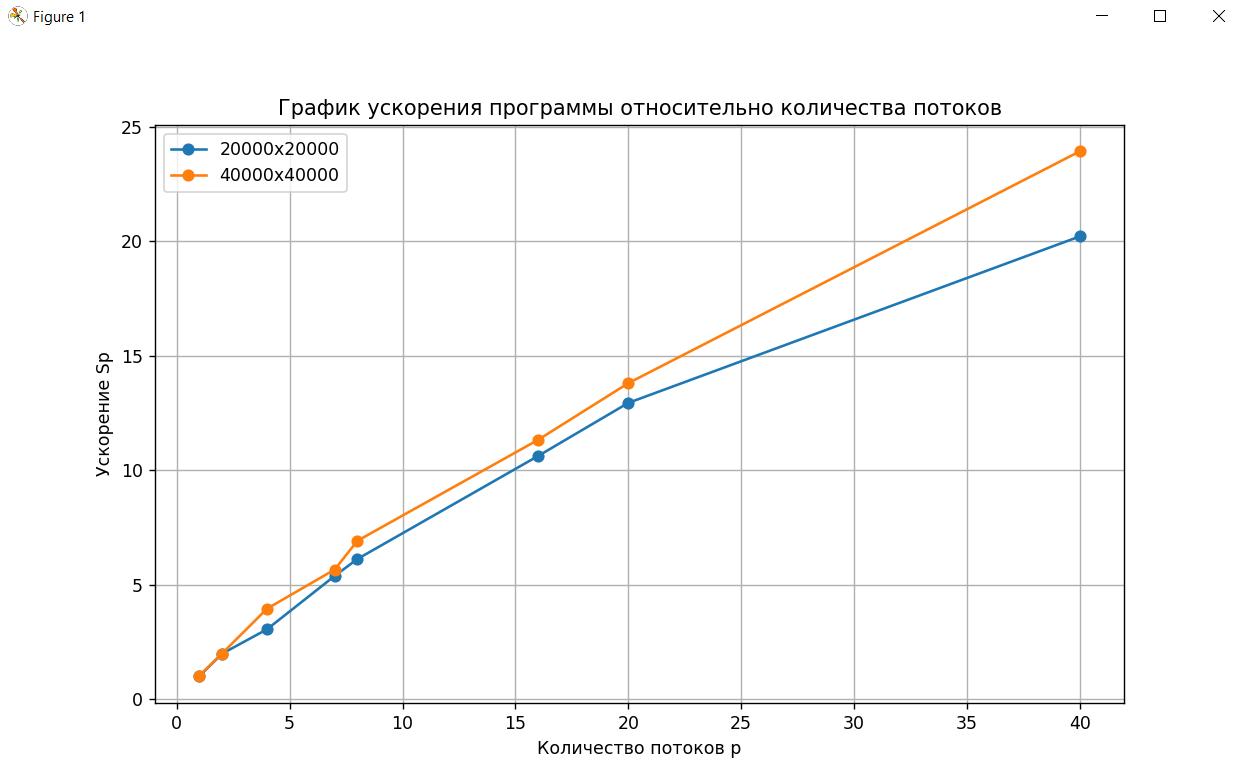 Figure 1
График ускорения программы относительно количества потоков
20000x20000
40000x40000
25
20
15
10
5
0
Ускорение Sp
0 5 10 15 20 25 30 35 40
Количество потоков p